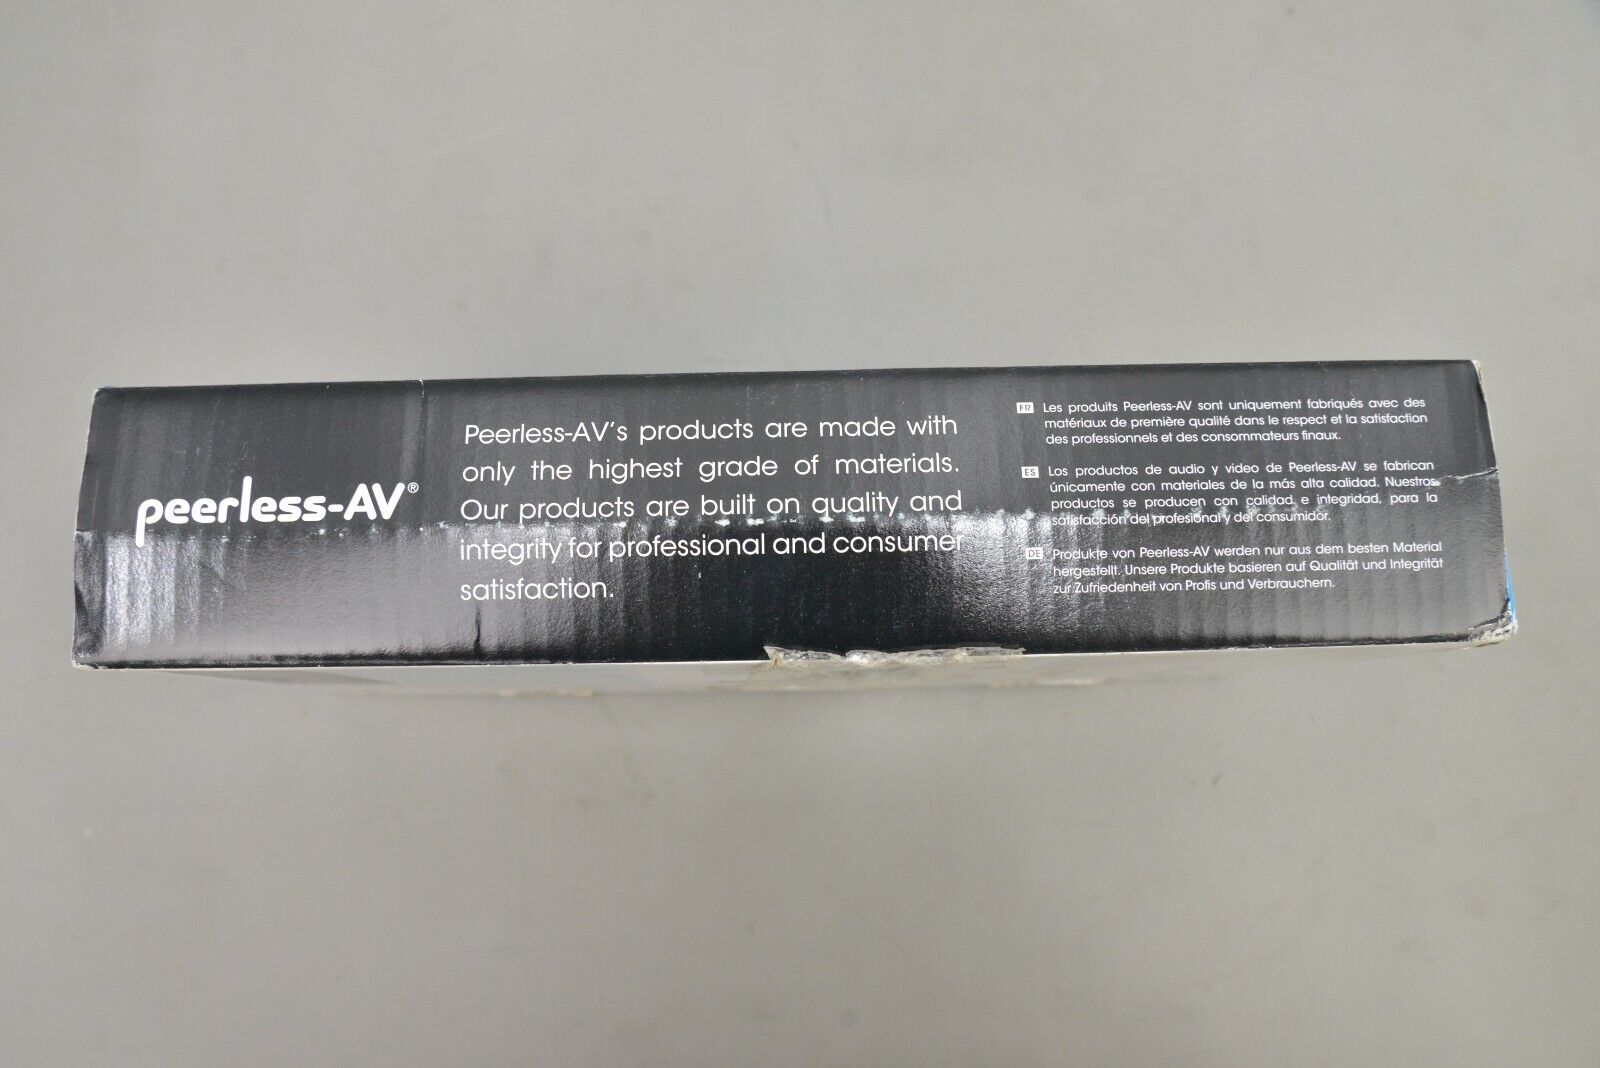 peerless-AV®
Peerless-AV's products are made with
only the highest grade of materials.
Our products are built on quality and
integrity for professional and consumer
satisfaction.
FR Les produits Peerless-AV sont uniquement fabriqués avec des
matériaux de première qualité dans le respect et la satisfaction
des professionnels et des consommateurs finaux.
ES Los productos de audio y video de Peerless-AV se fabrican
únicamente con materiales de la más alta calidad. Nuestros
productos se producen con calidad e integridad, para la
satisfacción del profesional y del consumidor.
DE Produkte von Peerless-AV werden nur aus dem besten Material
hergestellt. Unsere Produkte basieren auf Qualität und Integrität
zur Zufriedenheit von Profis und Verbrauchern.